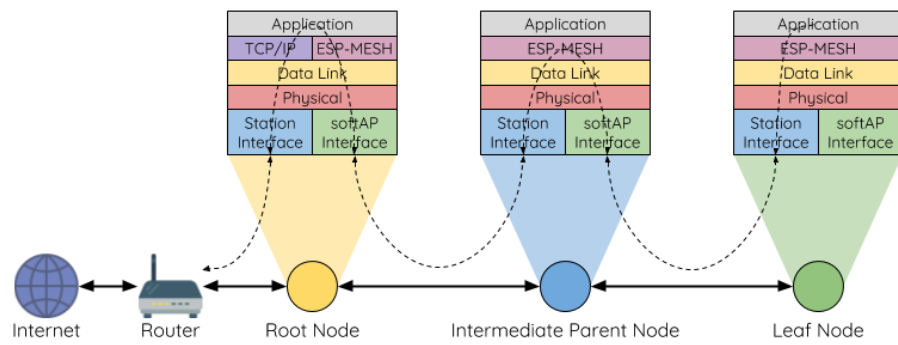 Application
TCP/IP
ESP-MESH
Data Link
Physical
Station
Interface
softAP
Interface
Application
ESP-MESH
Data Link
Physical
Station
Interface
softAP
Interface
Application
ESP-MESH
Data Link
Physical
Station
Interface
softAP
Interface
Internet
Router
Root Node
Intermediate Parent Node
Leaf Node